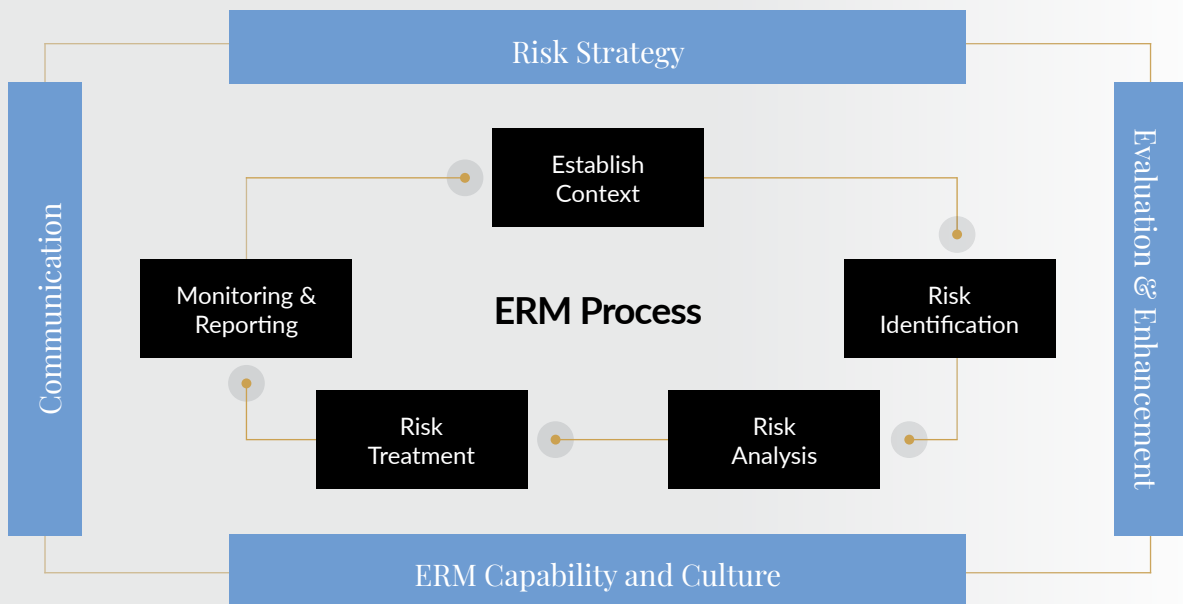 Risk Strategy
Communication
Evaluation & Enhancement
Establish
Context
Monitoring &
Reporting
ERM Process
Risk
Identification
Risk
Treatment
Risk
Analysis
ERM Capability and Culture